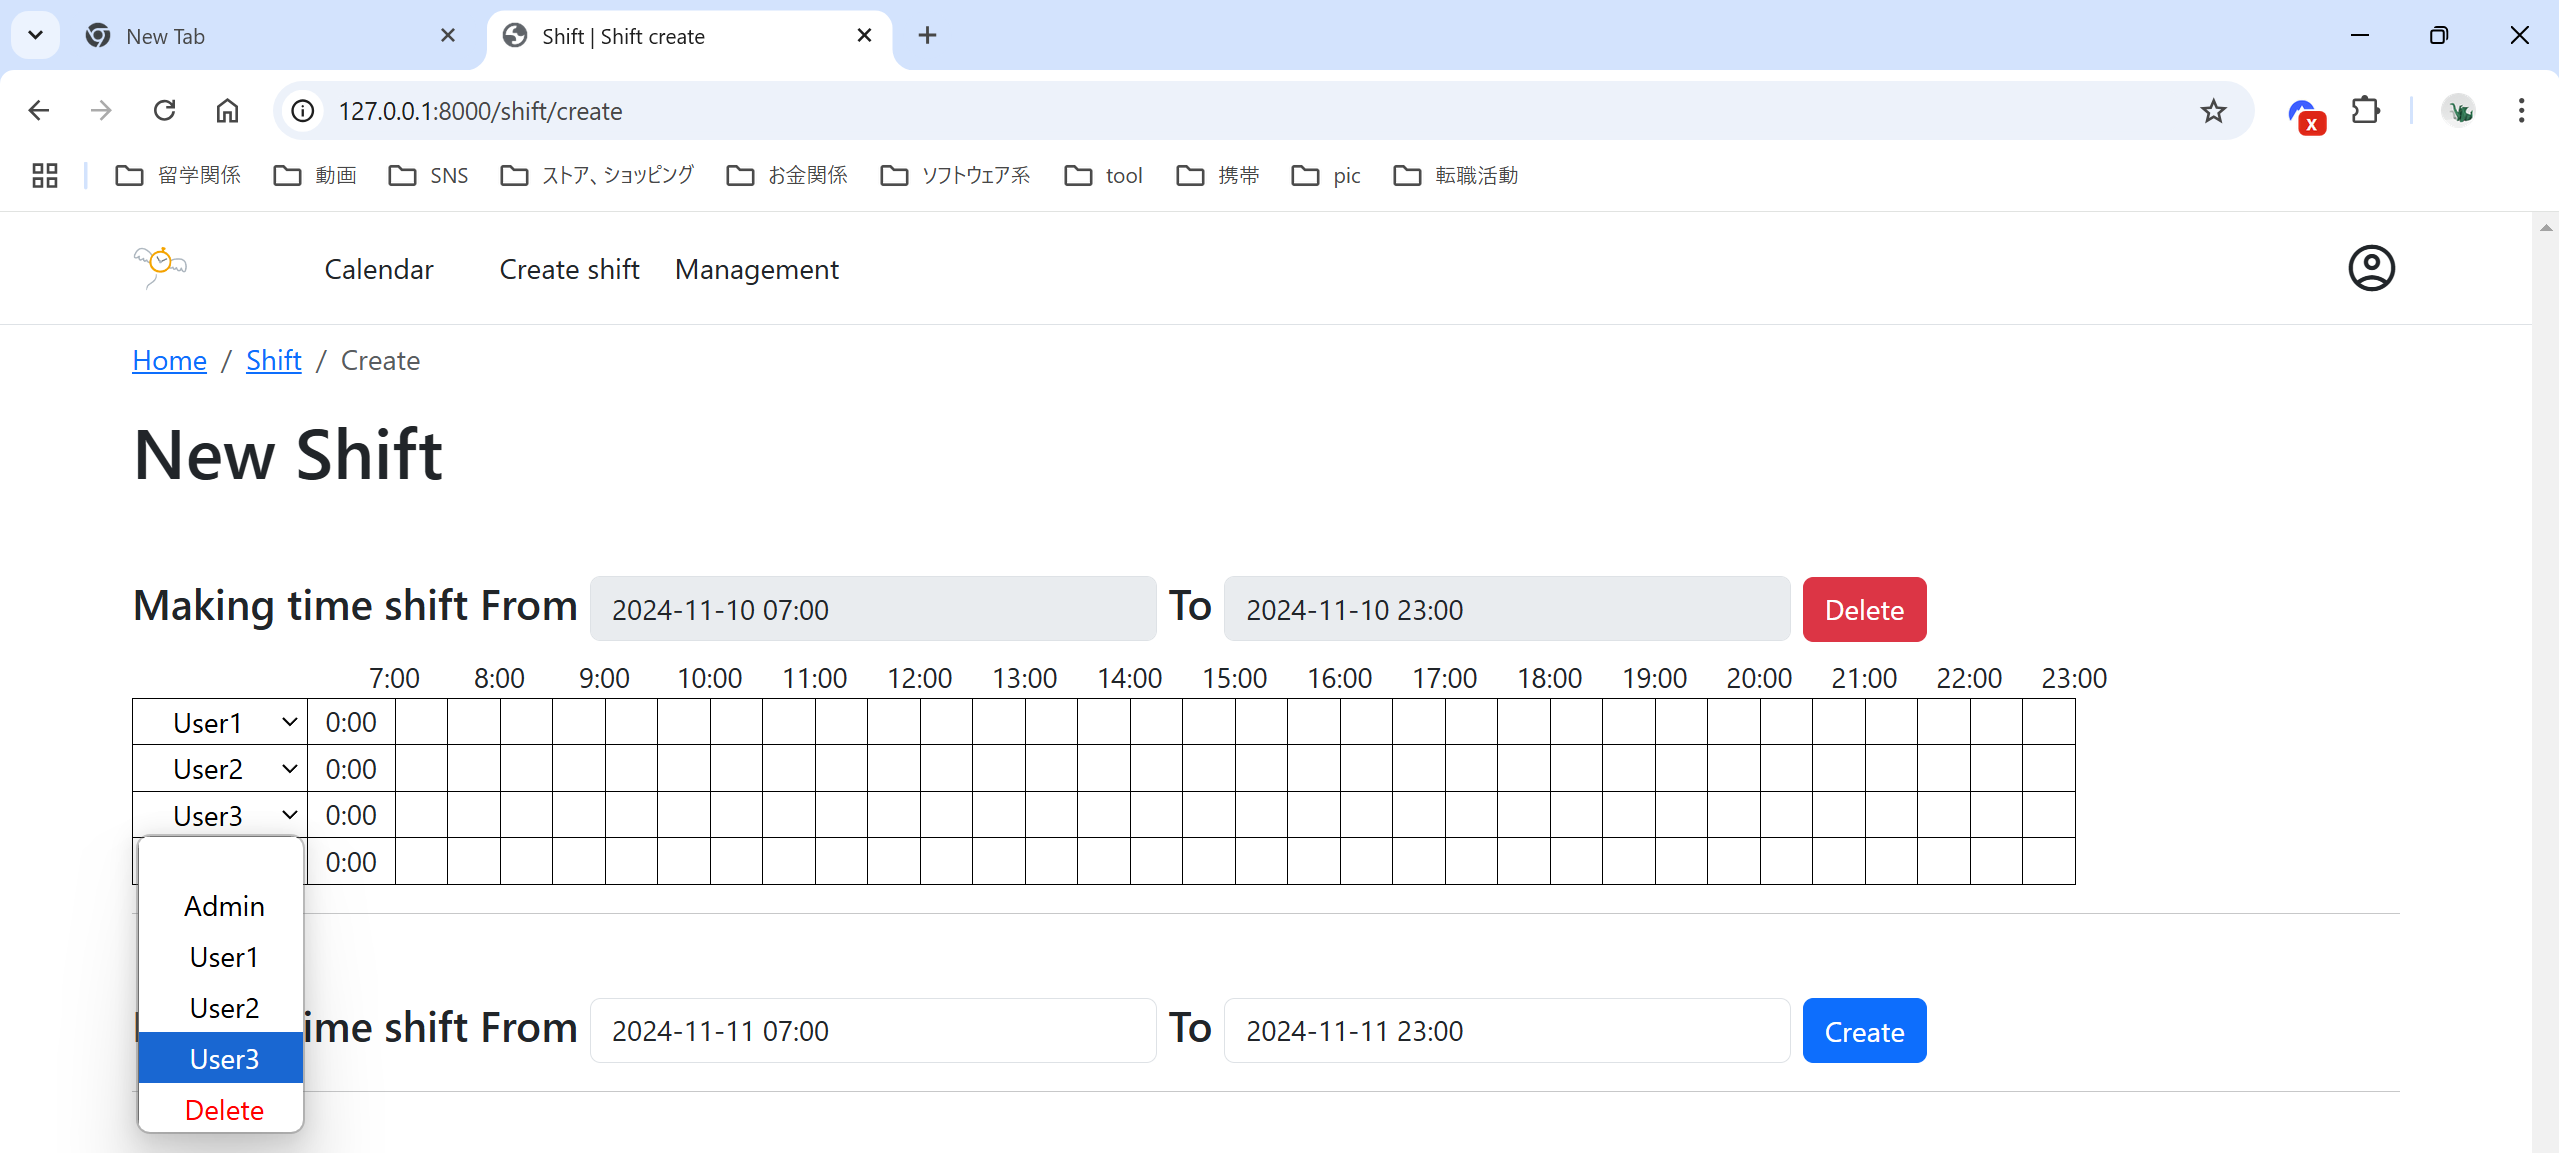 New Tab
Shift | Shift create
127.0.0.1:8000/shift/create
x
留学関係 動画 SNS ストア、ショッピング お金関係 ソフトウェア系 tool 携帯 pic 転職活動
Calendar Create shift Management
Home / Shift / Create
New Shift
Making time shift From 2024-11-10 07:00 To 2024-11-10 23:00 Delete
7:00 8:00 9:00 10:00 11:00 12:00 13:00 14:00 15:00 16:00 17:00 18:00 19:00 20:00 21:00 22:00 23:00
User1 0:00
User2 0:00
User3 0:00
0:00
Admin
User1
User2
User3
Delete
ime shift From 2024-11-11 07:00 To 2024-11-11 23:00 Create